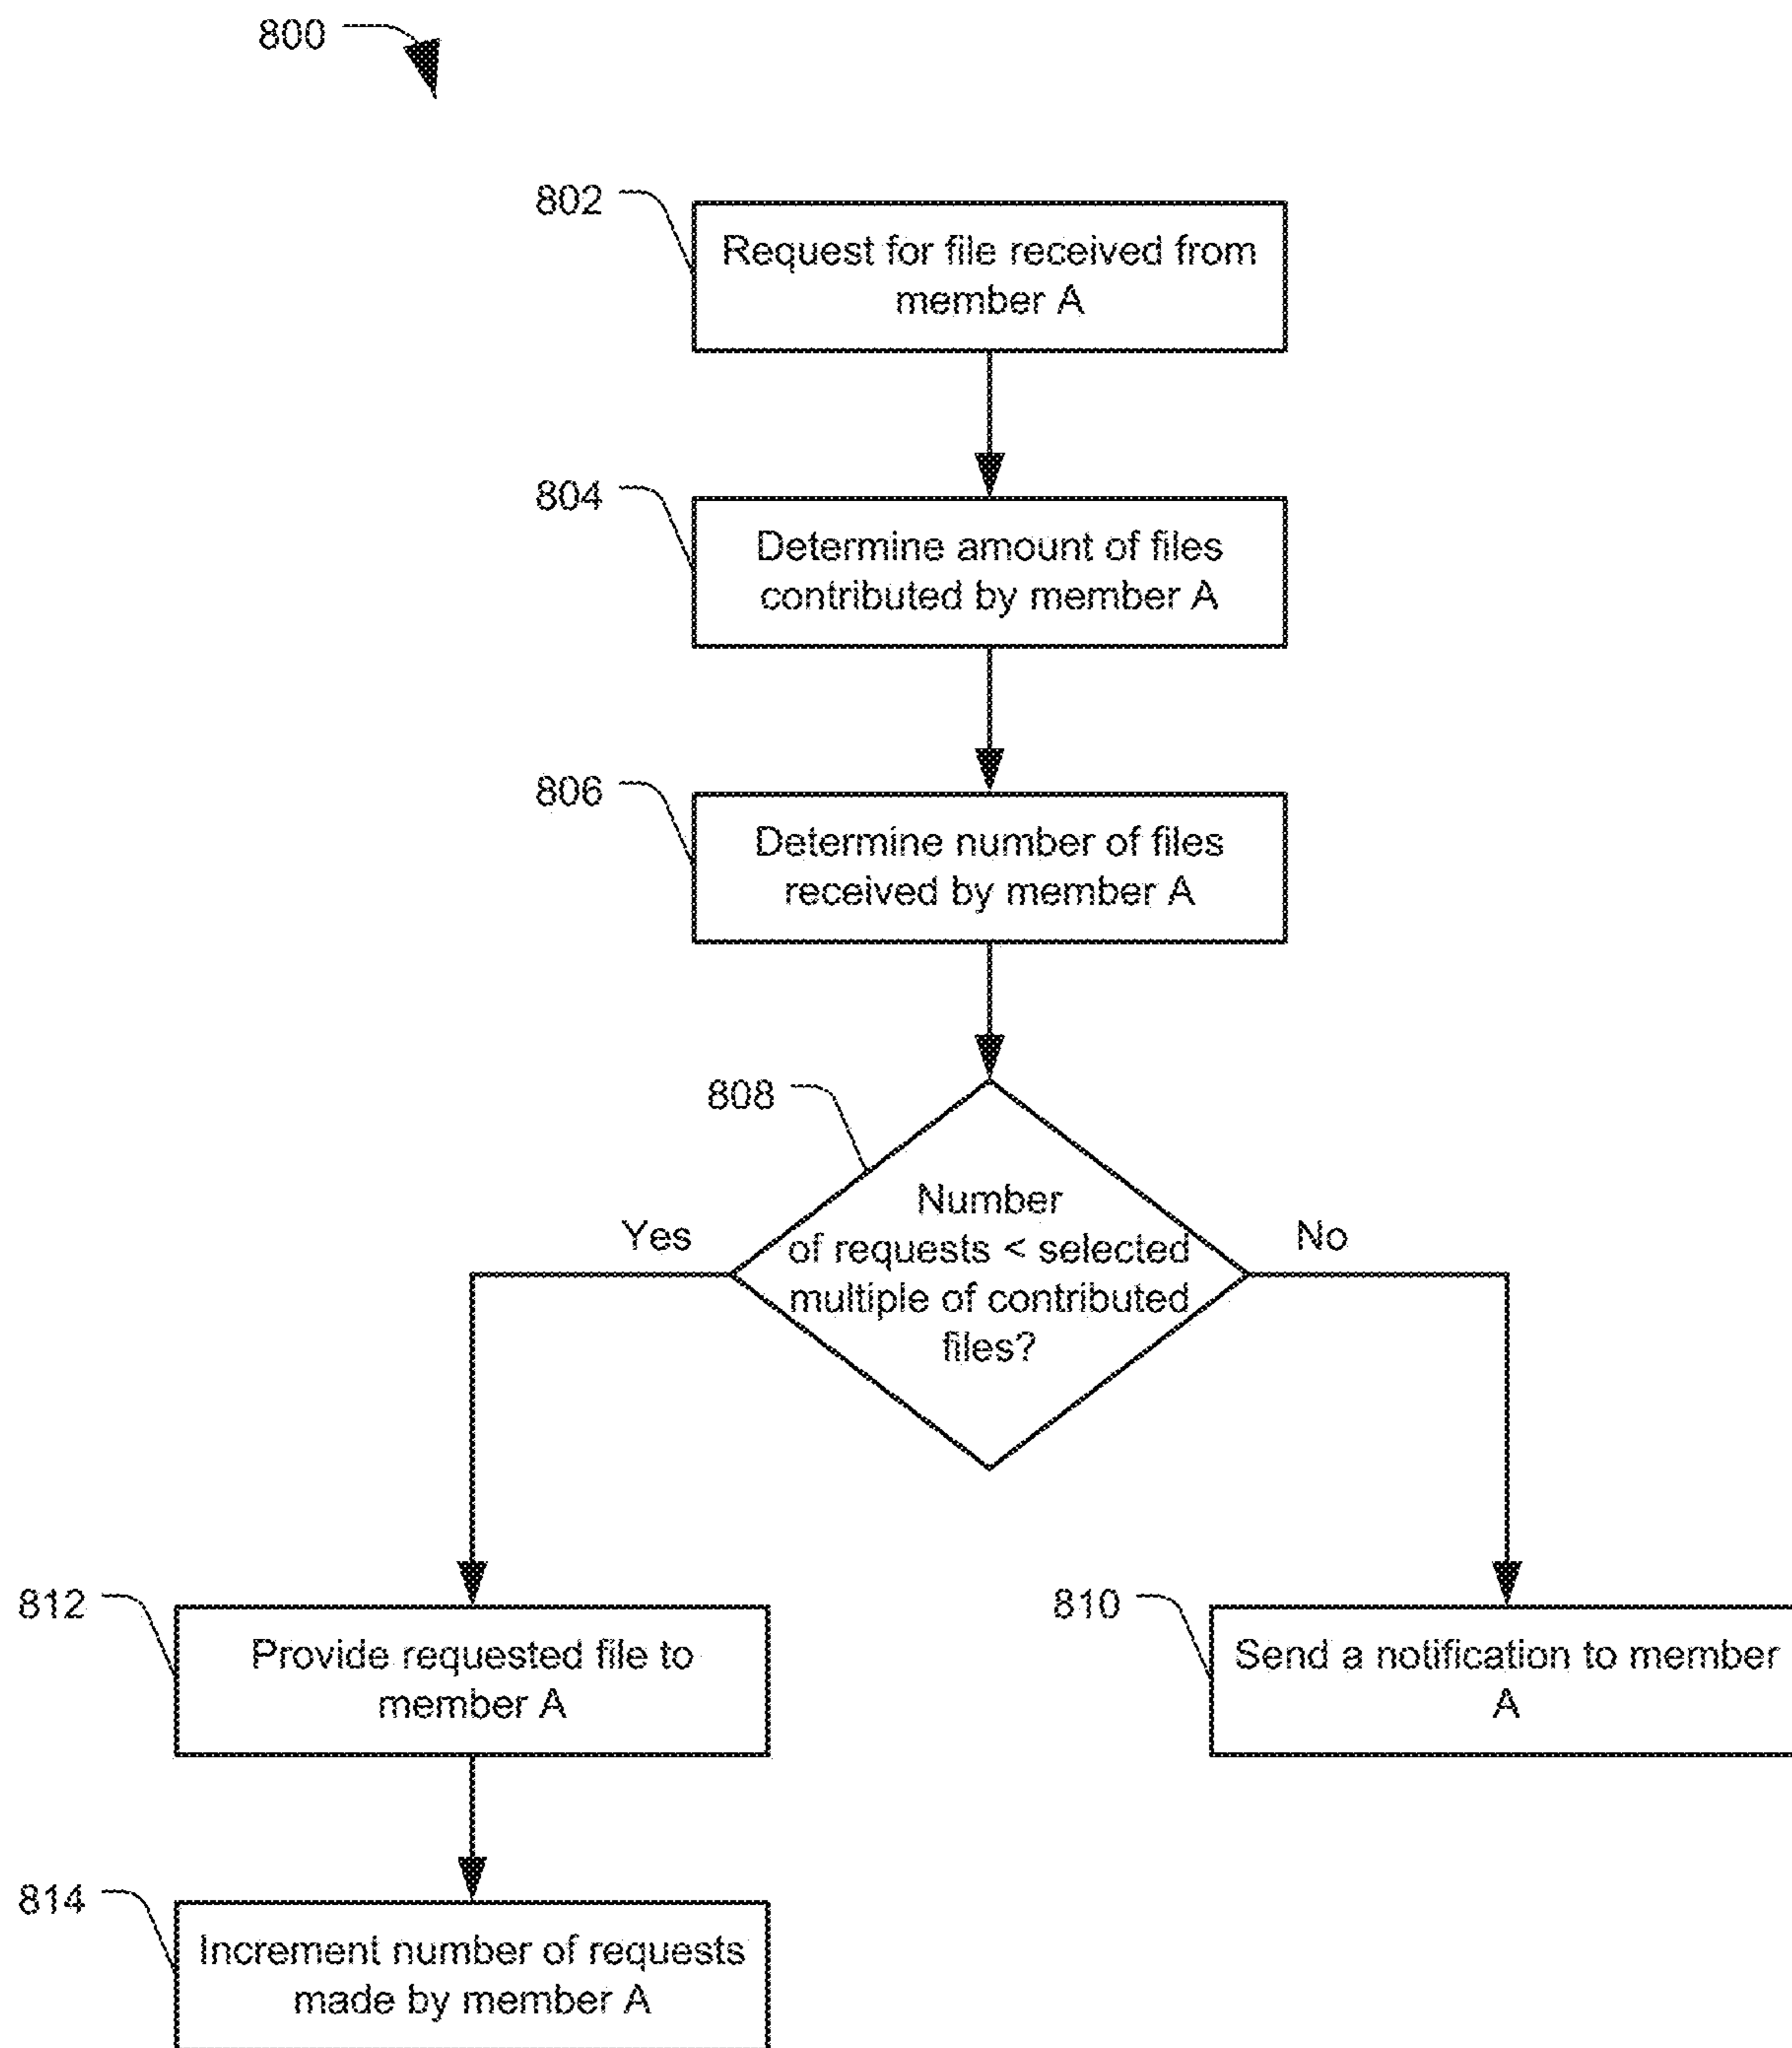 800
802
Request for file received from
member A
804
Determine amount of files
contributed by member A
806
Determine number of files
received by member A
808
Number
of requests < selected
multiple of contributed
files?
Yes
No
812
Provide requested file to
member A
810
Send a notification to member
A
814
Increment number of requests
made by member A